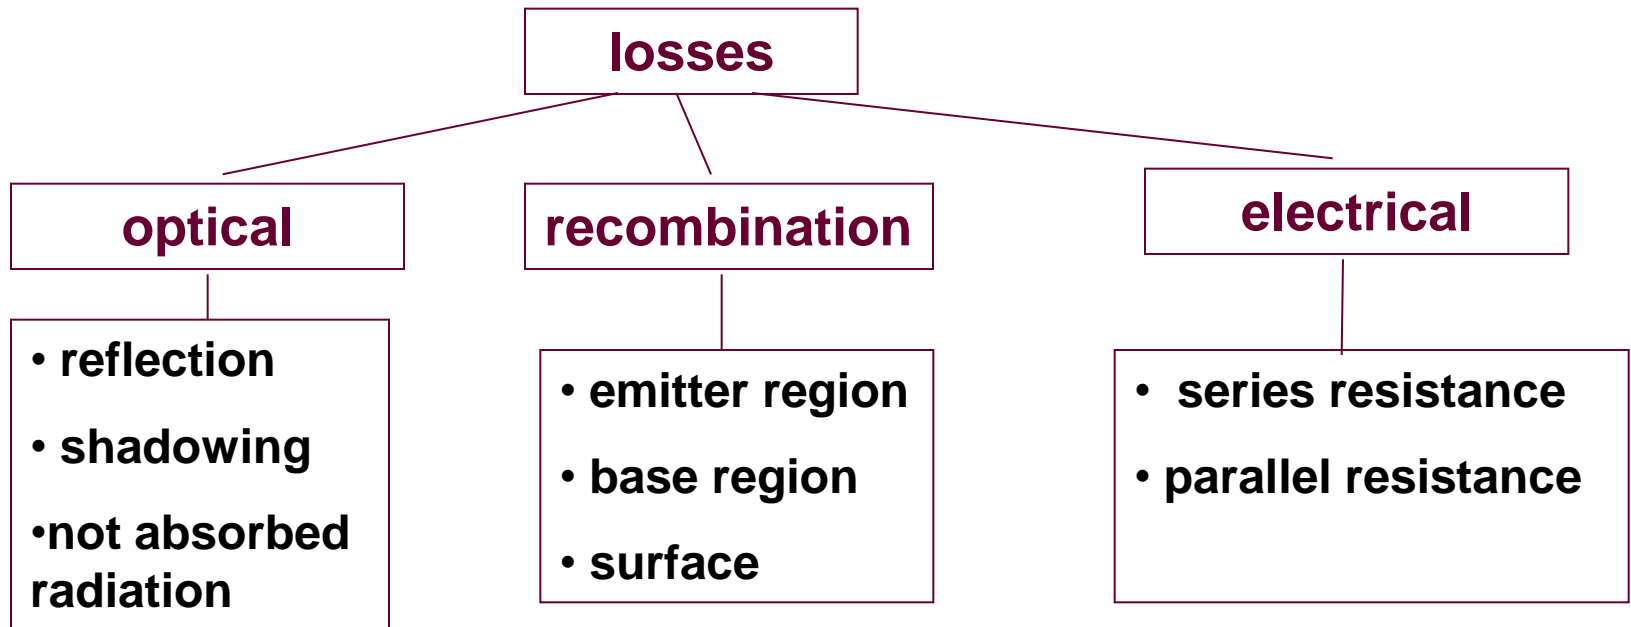 losses
optical
recombination
electrical
• reflection
• shadowing
•not absorbed
radiation
• emitter region
• base region
• surface
• series resistance
• parallel resistance